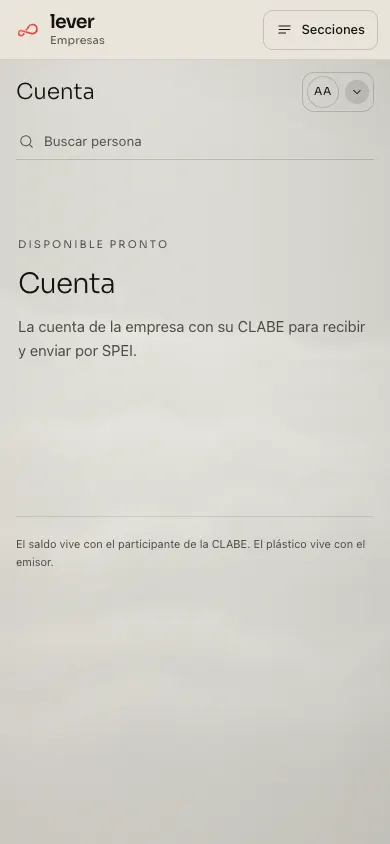 lever
Empresas
Secciones
Cuenta
AA
Buscar persona
DISPONIBLE PRONTO
Cuenta
La cuenta de la empresa con su CLABE para recibir
y enviar por SPEI.
El saldo vive con el participante de la CLABE. El plástico vive con el
emisor.